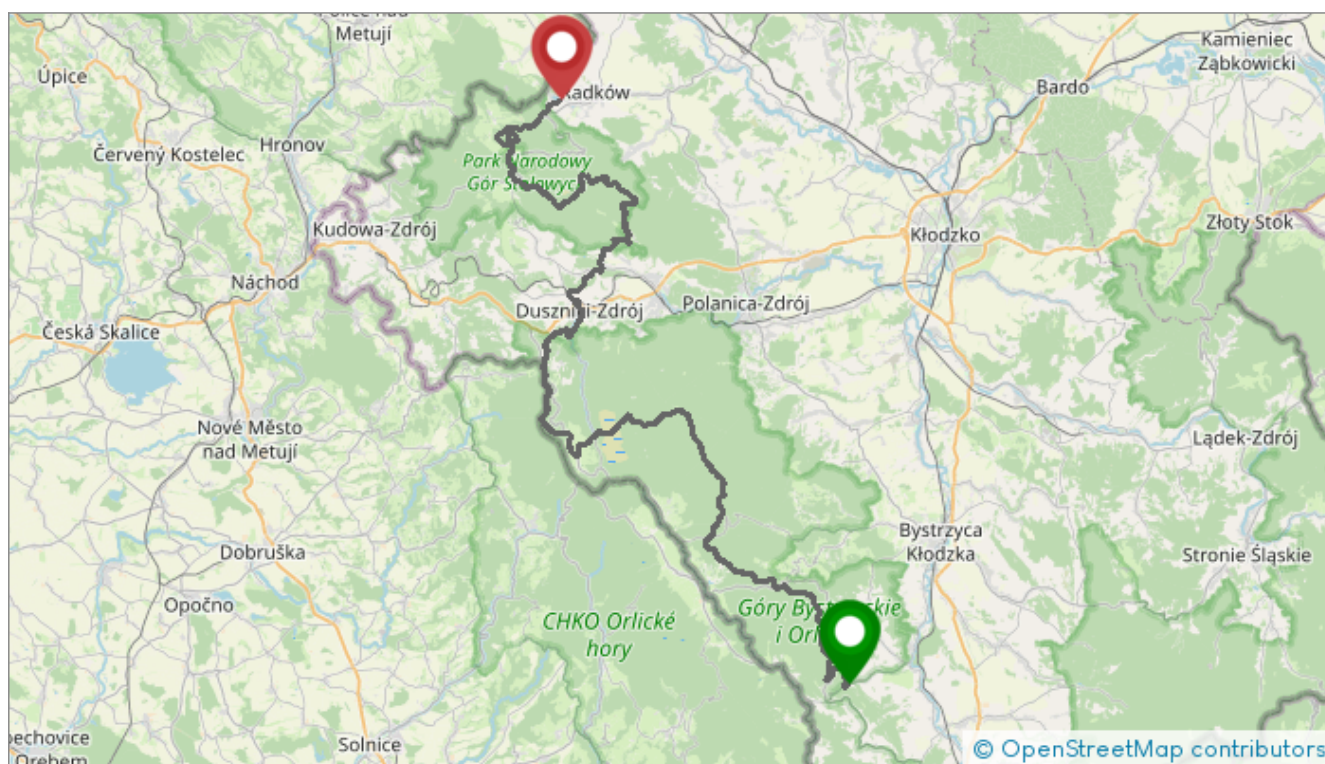 Metují
Úpice
Kamieniec
Ząbkowicki
Bardo
Radków
Hronov
Červený Kostelec
Park Narodowy
Gór Stołowych
Kudowa-Zdrój
Kłodzko
Złoty Stok
Náchod
Duszniki-Zdrój
Polanica-Zdrój
Česká Skalice
Nové Město
nad Metují
Lądek-Zdrój
Bystrzyca
Kłodzka
Dobruška
Stronie Śląskie
Opočno
CHKO Orlické
hory
Góry Bystrzyckie
i
Solnice
© OpenStreetMap contributors